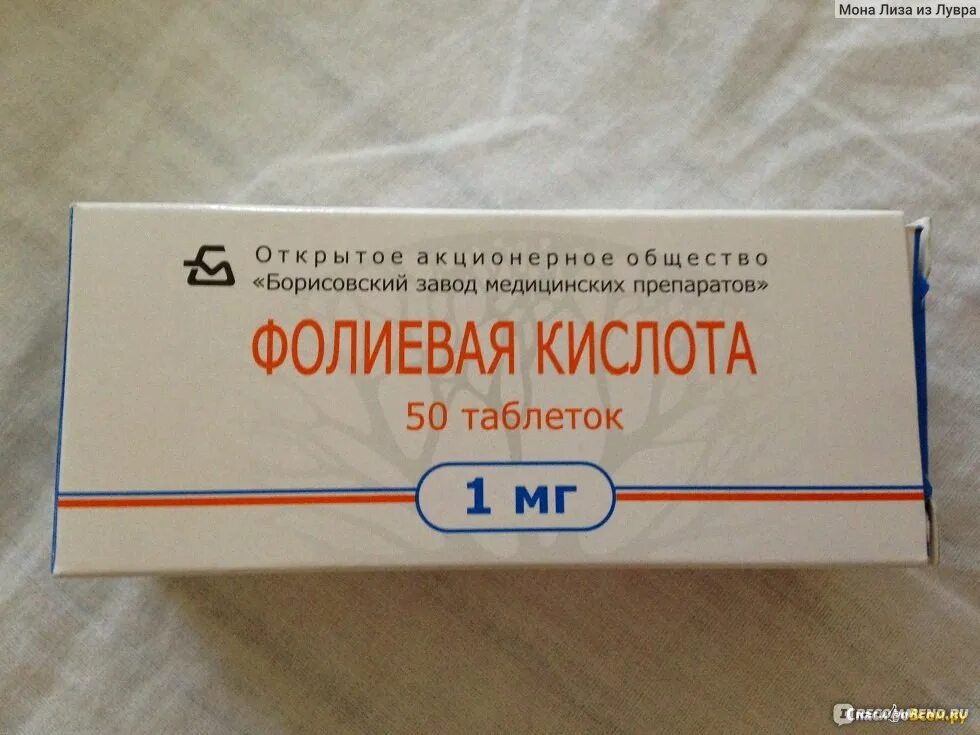 Мона Лиза из Лувра
Открытое акционерное общество
«Борисовский завод медицинских препаратов»
ФОЛИЕВАЯ КИСЛОТА
50 таблеток
1 мг